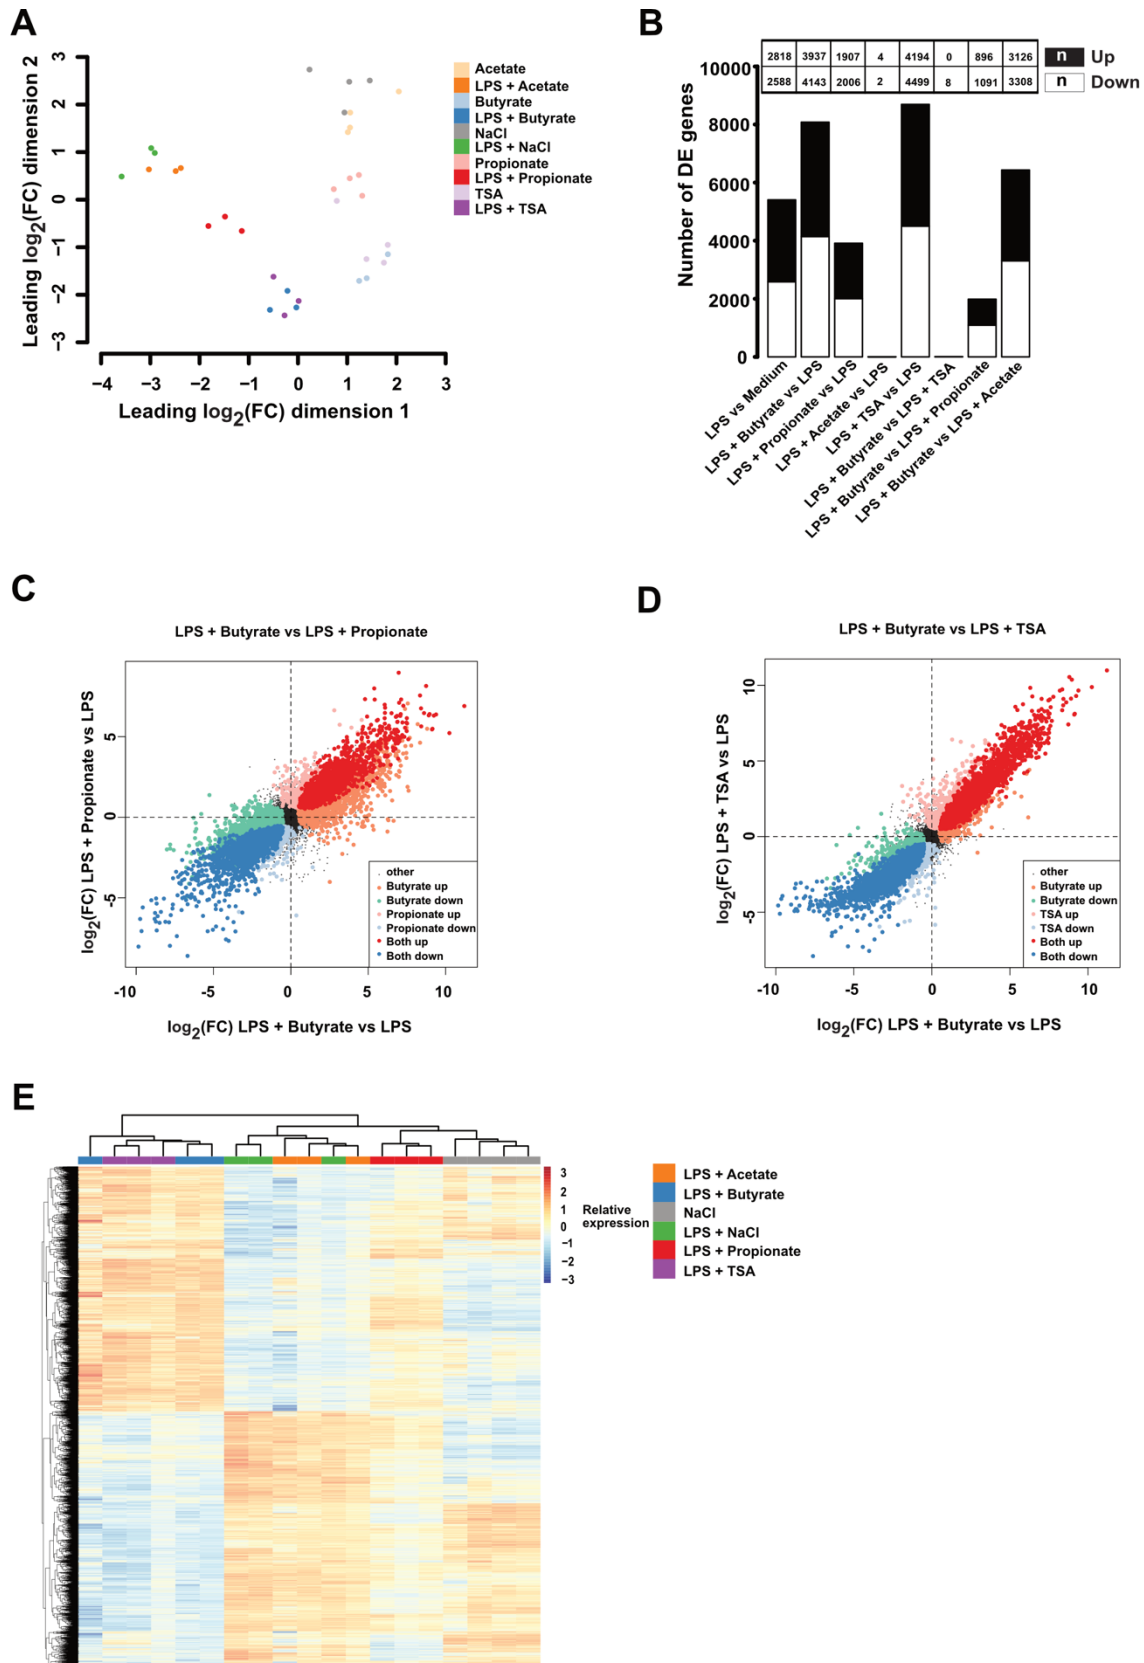 A
Leading log2(FC) dimension 2
3
2
1
0
−1
−2
−3
−4 −3 −2 −1 0 1 2 3
Leading log2(FC) dimension 1
Acetate
LPS + Acetate
Butyrate
LPS + Butyrate
NaCl
LPS + NaCl
Propionate
LPS + Propionate
TSA
LPS + TSA
B
2818 3937 1907 4 4194 0 896 3126
2588 4143 2006 2 4499 8 1091 3308
n Up
n Down
Number of DE genes
10000
8000
6000
4000
2000
0
LPS vs Medium
LPS + Butyrate vs LPS
LPS + Propionate vs LPS
LPS + Acetate vs LPS
LPS + TSA vs LPS
LPS + Butyrate vs LPS + TSA
LPS + Butyrate vs LPS + Propionate
LPS + Butyrate vs LPS + Acetate
C
LPS + Butyrate vs LPS + Propionate
log2(FC) LPS + Propionate vs LPS
5
0
-5
other
Butyrate up
Butyrate down
Propionate up
Propionate down
Both up
Both down
-10 -5 0 5 10
log2(FC) LPS + Butyrate vs LPS
D
LPS + Butyrate vs LPS + TSA
log2(FC) LPS + TSA vs LPS
10
5
0
-5
other
Butyrate up
Butyrate down
TSA up
TSA down
Both up
Both down
-10 -5 0 5 10
log2(FC) LPS + Butyrate vs LPS
E
3
2
1
0
−1
−2
−3
Relative
expression
LPS + Acetate
LPS + Butyrate
NaCl
LPS + NaCl
LPS + Propionate
LPS + TSA